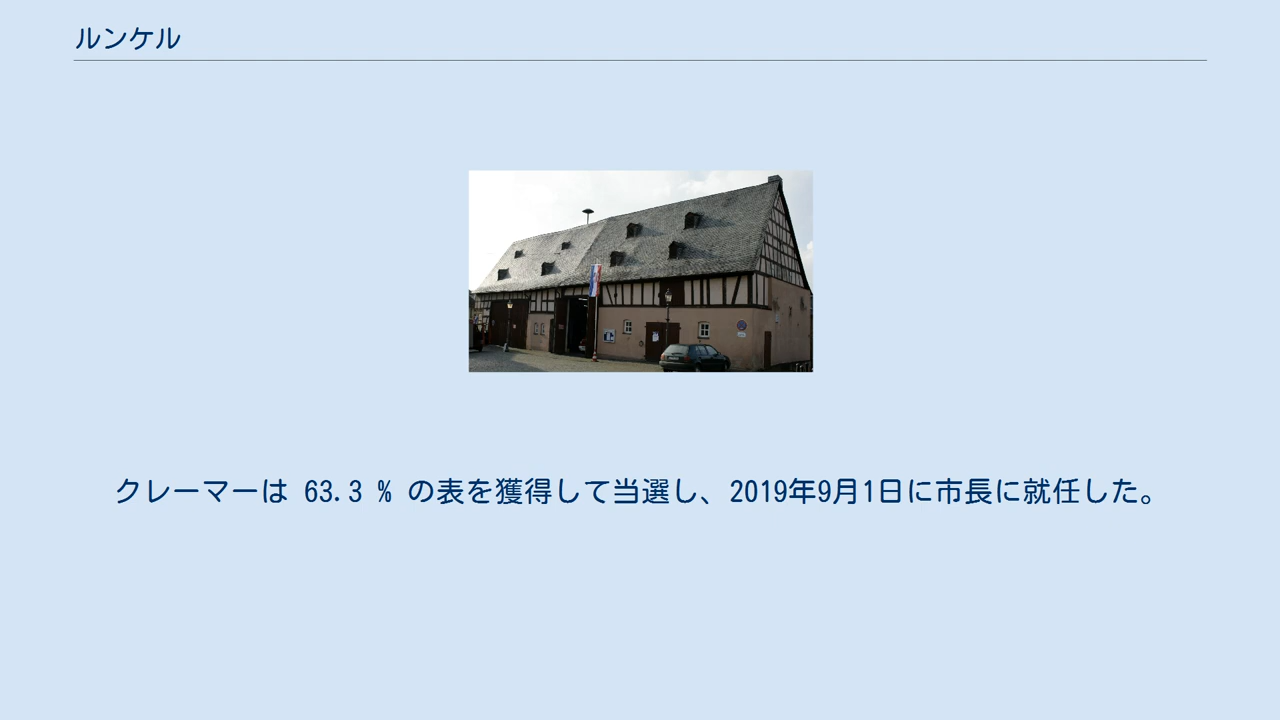 ルンケル
クレーマーは 63.3 % の表を獲得して当選し、2019年9月1日に市長に就任した。